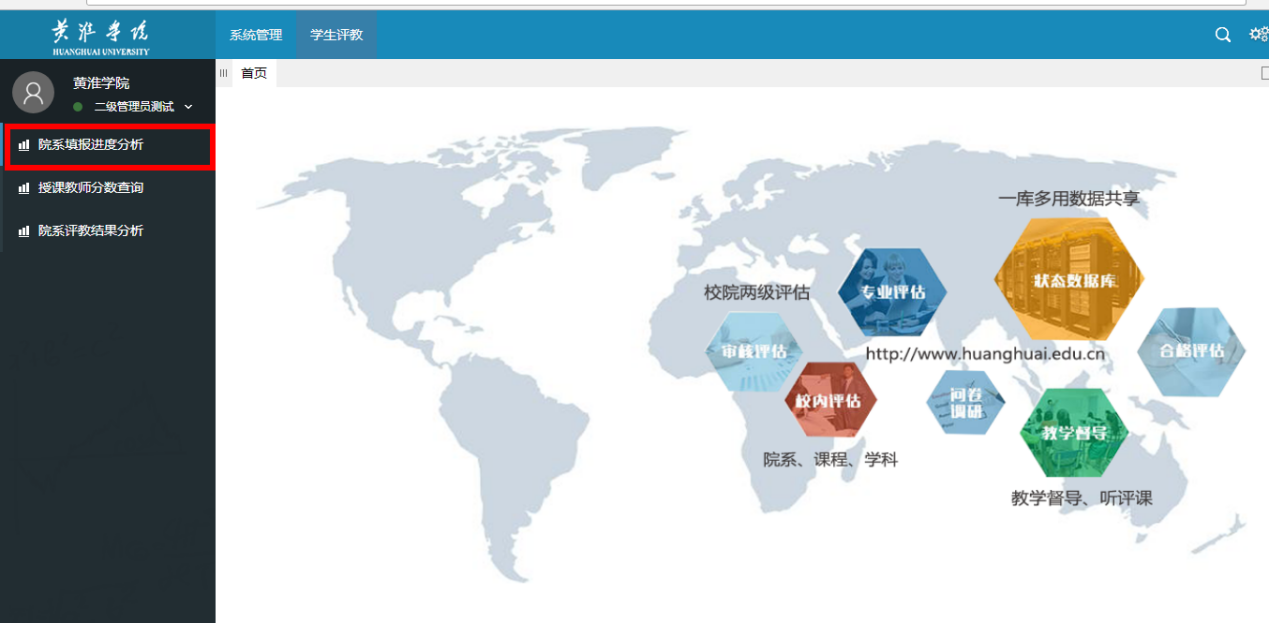 黄淮学院
HUANGHUAI UNIVERSITY
系统管理
学生评教
黄淮学院
二级管理员测试
首页
院系填报进度分析
授课教师分数查询
院系评教结果分析
一库多用数据共享
状态数据库
专业评估
校院两级评估
审核评估
http://www.huanghuai.edu.cn
合格评估
校内评估
问卷
调研
教学督导
院系、课程、学科
教学督导、听评课